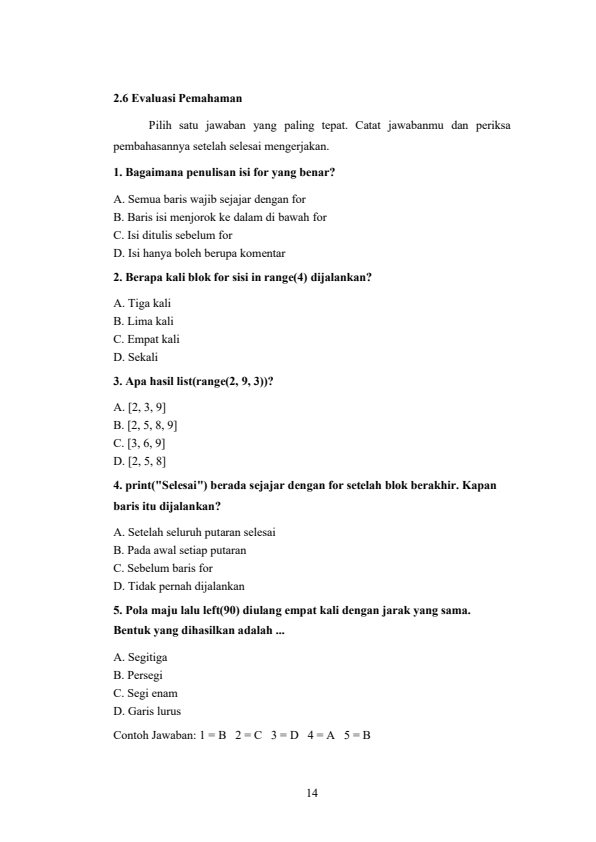 2.6 Evaluasi Pemahaman
Pilih satu jawaban yang paling tepat. Catat jawabanmu dan periksa
pembahasannya setelah selesai mengerjakan.
1. Bagaimana penulisan isi for yang benar?
A. Semua baris wajib sejajar dengan for
B. Baris isi menjorok ke dalam di bawah for
C. Isi ditulis sebelum for
D. Isi hanya boleh berupa komentar
2. Berapa kali blok for sisi in range(4) dijalankan?
A. Tiga kali
B. Lima kali
C. Empat kali
D. Sekali
3. Apa hasil list(range(2, 9, 3))?
A. [2, 3, 9]
B. [2, 5, 8, 9]
C. [3, 6, 9]
D. [2, 5, 8]
4. print("Selesai") berada sejajar dengan for setelah blok berakhir. Kapan
baris itu dijalankan?
A. Setelah seluruh putaran selesai
B. Pada awal setiap putaran
C. Sebelum baris for
D. Tidak pernah dijalankan
5. Pola maju lalu left(90) diulang empat kali dengan jarak yang sama.
Bentuk yang dihasilkan adalah ...
A. Segitiga
B. Persegi
C. Segi enam
D. Garis lurus
Contoh Jawaban: 1 = B 2 = C 3 = D 4 = A 5 = B
14